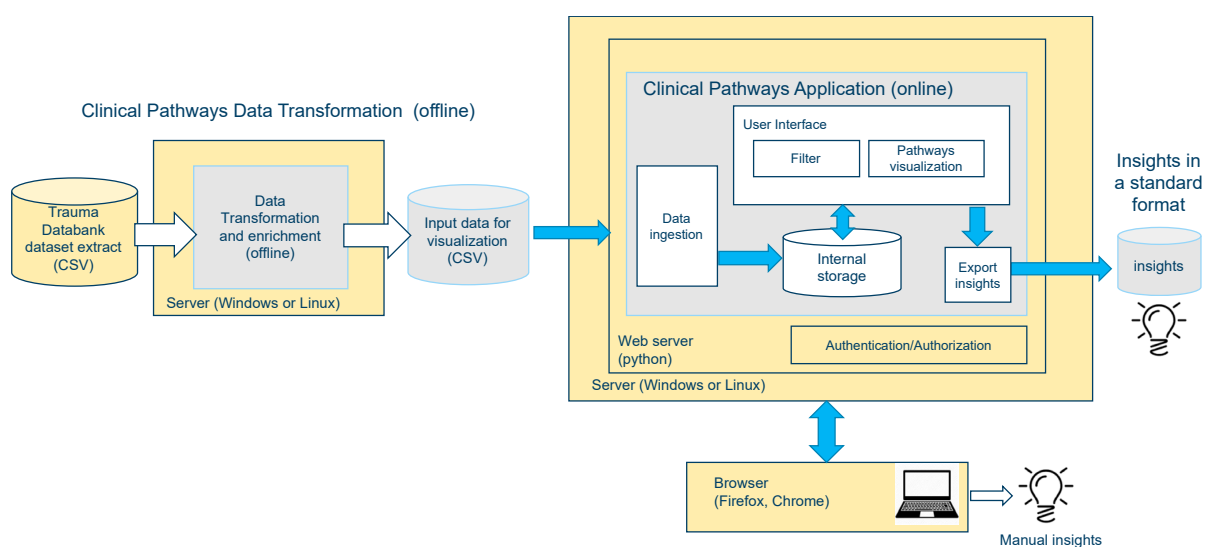 Clinical Pathways Data Transformation (offline)
Trauma
Databank
dataset extract
(CSV)
Data
Transformation
and enrichment
(offline)
Server (Windows or Linux)
Input data for
visualization
(CSV)
Clinical Pathways Application (online)
User Interface
Filter
Pathways
visualization
Data
ingestion
Internal
storage
Export
insights
Web server
(python)
Authentication/Authorization
Server (Windows or Linux)
Insights in
a standard
format
insights
Browser
(Firefox, Chrome)
Manual insights